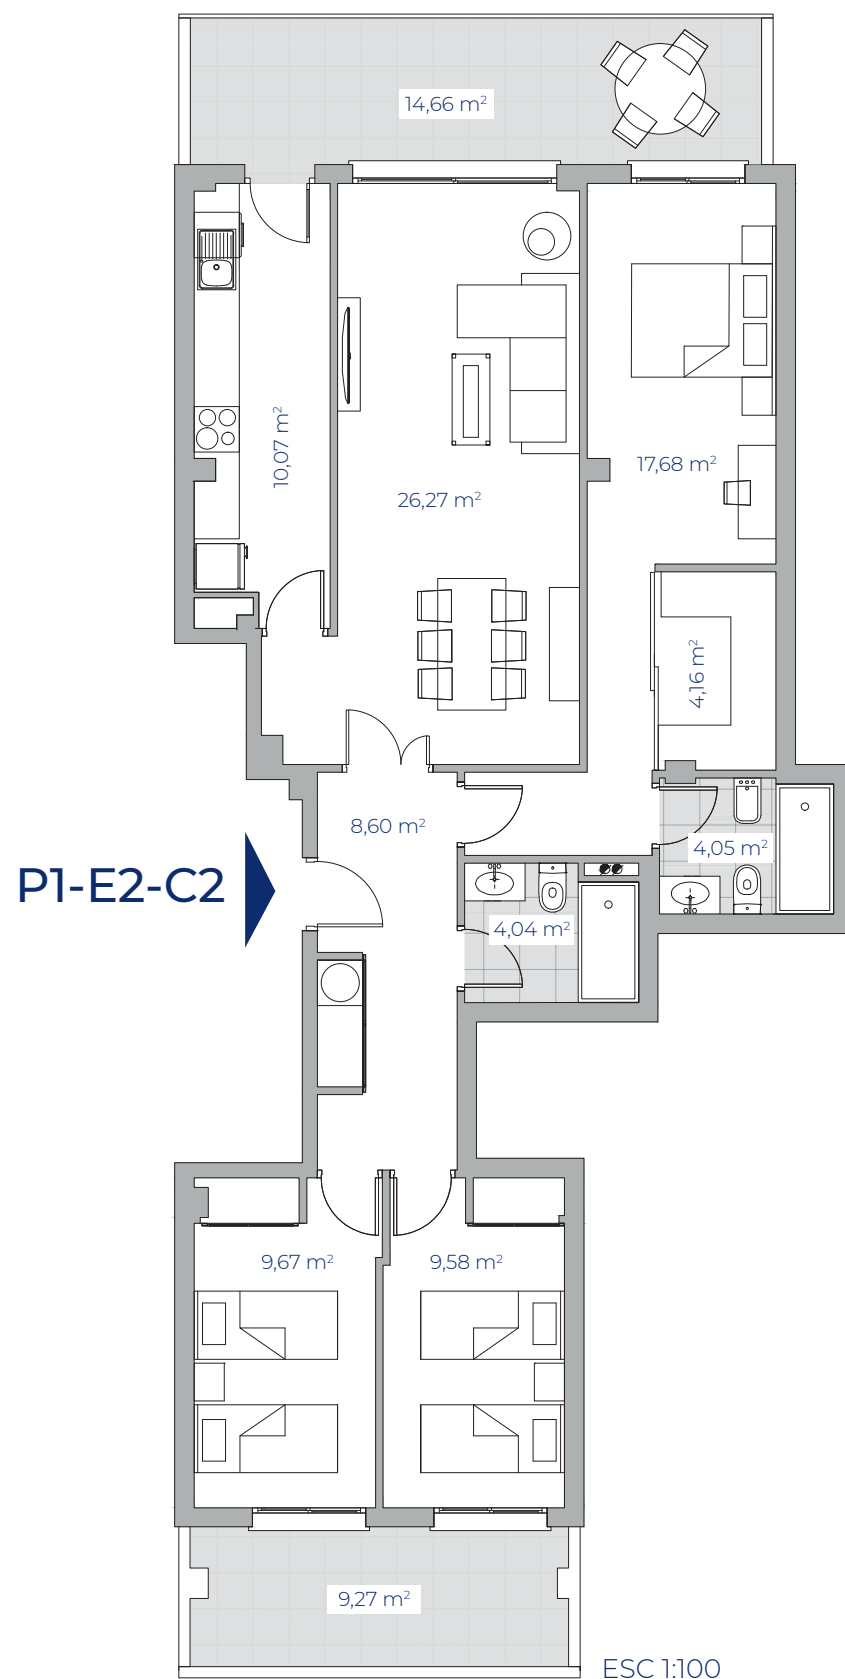 14,66 m²
10,07 m²
26,27 m²
17,68 m²
4,16 m²
8,60 m²
4,05 m²
P1-E2-C2
4,04 m²
9,67 m²
9,58 m²
9,27 m²
ESC 1:100